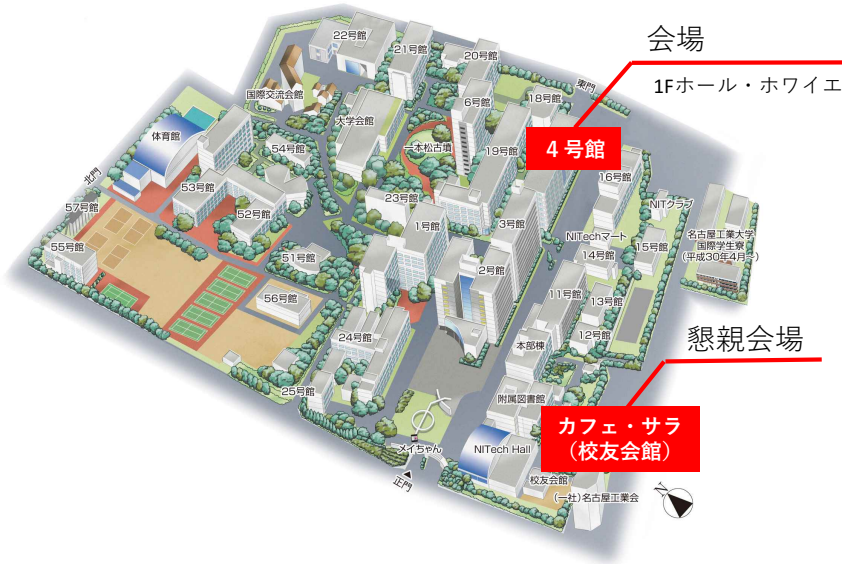 会場
1Fホール・ホワイエ
4号館
22号館
21号館
20号館
東門
国際交流会館
6号館
18号館
大学会館
体育館
一本松古墳
54号館
19号館
北門
53号館
16号館
23号館
NITクラブ
57号館
52号館
1号館
3号館
NITechマート
名古屋工業大学
国際学生寮
(平成30年4月~)
55号館
51号館
2号館
14号館
15号館
56号館
11号館
13号館
懇親会場
24号館
本部棟
12号館
25号館
附属図書館
カフェ・サラ
(校友会館)
メイちゃん
NITech Hall
正門
校友会館
(一社)名古屋工業会
N